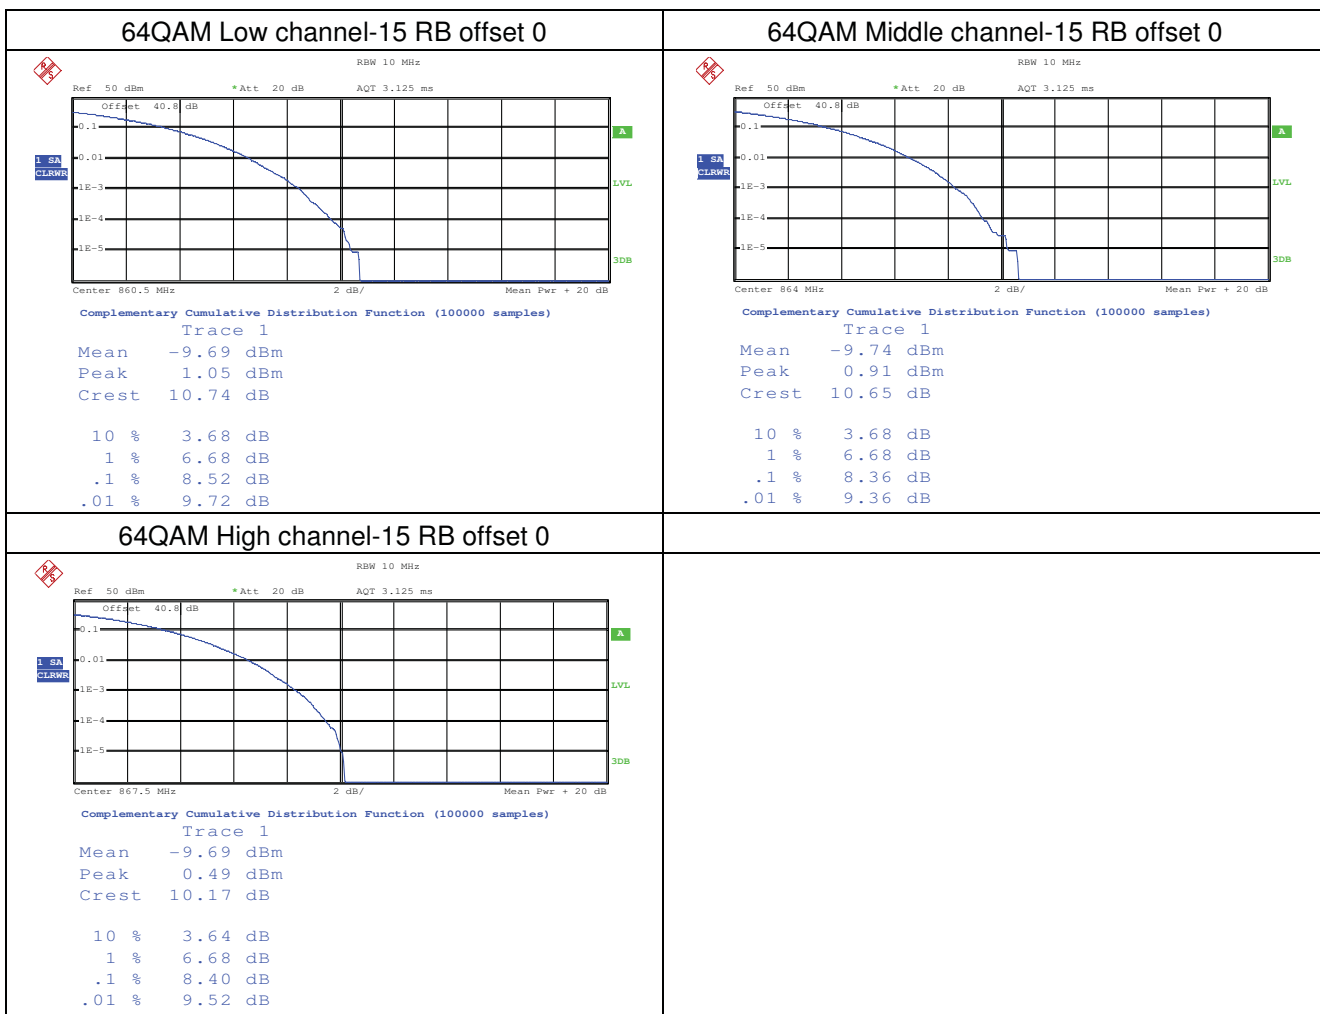 64QAM Low channel-15 RB offset 0
R S
RBW 10 MHz
Ref 50 dBm *Att 20 dB AQT 3.125 ms
Offset 40.8 dB
0.1
0.01
1E-3
1E-4
1E-5
1 SA
CLRWR
A
LVL
3DB
Center 860.5 MHz 2 dB/ Mean Pwr + 20 dB
Complementary Cumulative Distribution Function (100000 samples)
Trace 1
Mean -9.69 dBm
Peak 1.05 dBm
Crest 10.74 dB
10 % 3.68 dB
1 % 6.68 dB
.1 % 8.52 dB
.01 % 9.72 dB
64QAM Middle channel-15 RB offset 0
R S
RBW 10 MHz
Ref 50 dBm *Att 20 dB AQT 3.125 ms
Offset 40.8 dB
0.1
0.01
1E-3
1E-4
1E-5
1 SA
CLRWR
A
LVL
3DB
Center 864 MHz 2 dB/ Mean Pwr + 20 dB
Complementary Cumulative Distribution Function (100000 samples)
Trace 1
Mean -9.74 dBm
Peak 0.91 dBm
Crest 10.65 dB
10 % 3.68 dB
1 % 6.68 dB
.1 % 8.36 dB
.01 % 9.36 dB
64QAM High channel-15 RB offset 0
R S
RBW 10 MHz
Ref 50 dBm *Att 20 dB AQT 3.125 ms
Offset 40.8 dB
0.1
0.01
1E-3
1E-4
1E-5
1 SA
CLRWR
A
LVL
3DB
Center 867.5 MHz 2 dB/ Mean Pwr + 20 dB
Complementary Cumulative Distribution Function (100000 samples)
Trace 1
Mean -9.69 dBm
Peak 0.49 dBm
Crest 10.17 dB
10 % 3.64 dB
1 % 6.68 dB
.1 % 8.40 dB
.01 % 9.52 dB